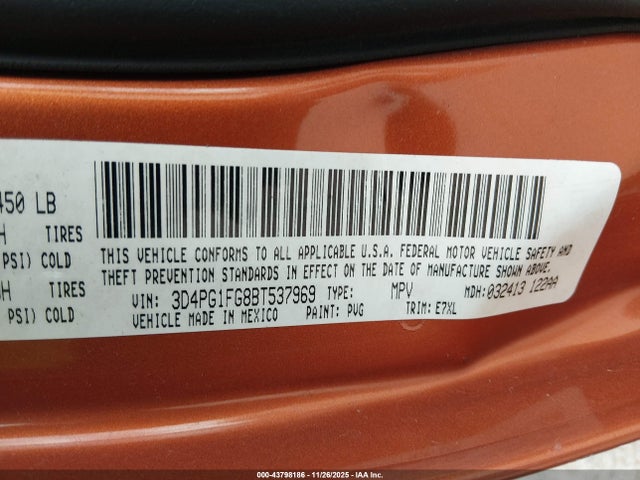 450 LB
TIRES
PSI) COLD
TIRES
PSI) COLD
THIS VEHICLE CONFORMS TO ALL APPLICABLE U.S.A. FEDERAL MOTOR VEHICLE SAFETY AND
THEFT PREVENTION STANDARDS IN EFFECT ON THE DATE OF MANUFACTURE SHOWN ABOVE.
VIN: 3D4PG1FG8BT537969 TYPE: MPV MDH: 032413 122AA
VEHICLE MADE IN MEXICO PAINT: PVG TRIM: E7XL
000-43798186 - 11/26/2025 - IAA Inc.